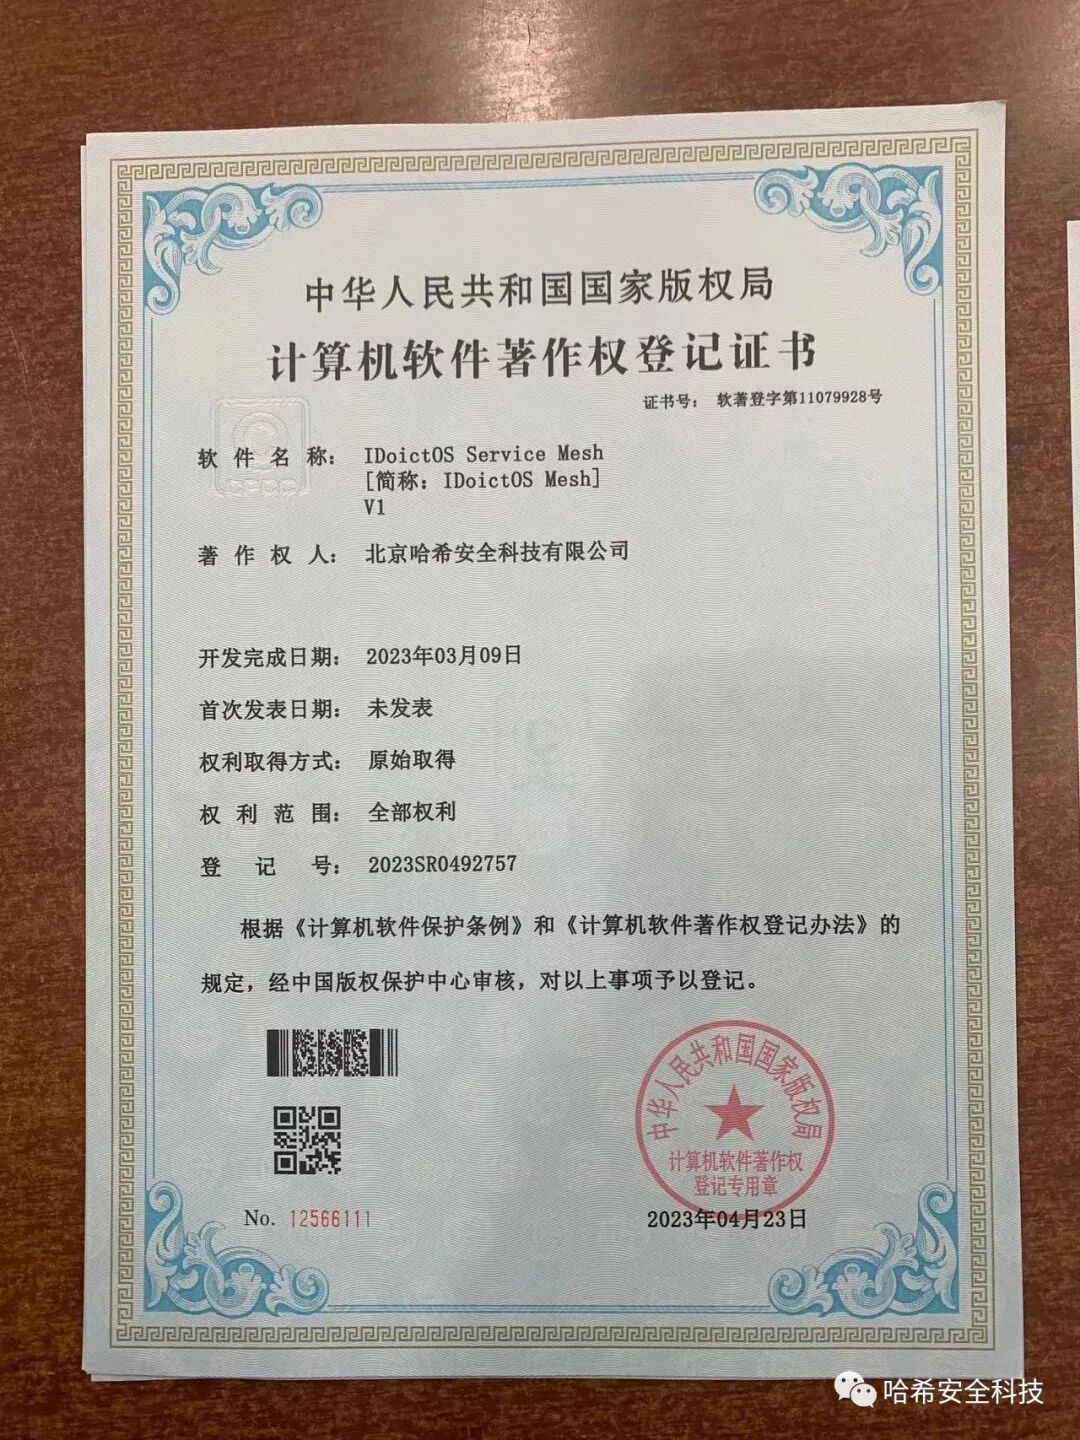 中华人民共和国国家版权局
计算机软件著作权登记证书
证书号： 软著登字第11079928号
软件名称： IDoictOS Service Mesh
[简称：IDoictOS Mesh]
V1
著作权人： 北京哈希安全科技有限公司
开发完成日期： 2023年03月09日
首次发表日期： 未发表
权利取得方式： 原始取得
权利范围： 全部权利
登记号： 2023SR0492757
根据《计算机软件保护条例》和《计算机软件著作权登记办法》的
规定，经中国版权保护中心审核，对以上事项予以登记。
中华人民共和国国家版权局
计算机软件著作权
登记专用章
No. 12566111
2023年04月23日
哈希安全科技